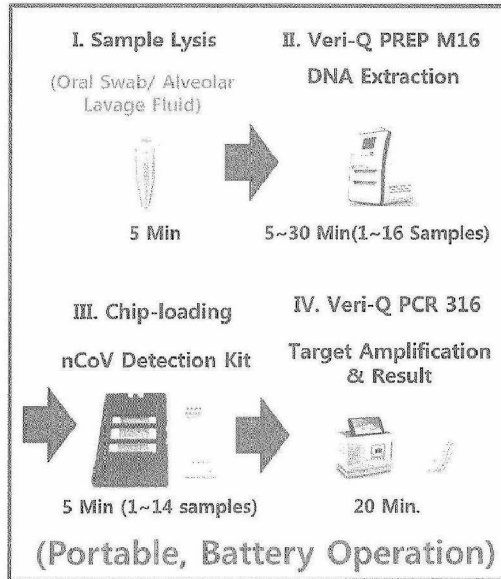 I. Sample Lysis
(Oral Swab/ Alveolar
Lavage Fluid)
5 Min
II. Veri-Q PREP M16
DNA Extraction
5~30 Min(1~16 Samples)
III. Chip-loading
nCoV Detection Kit
5 Min (1~14 samples)
IV. Veri-Q PCR 316
Target Amplification
& Result
20 Min.
(Portable, Battery Operation)